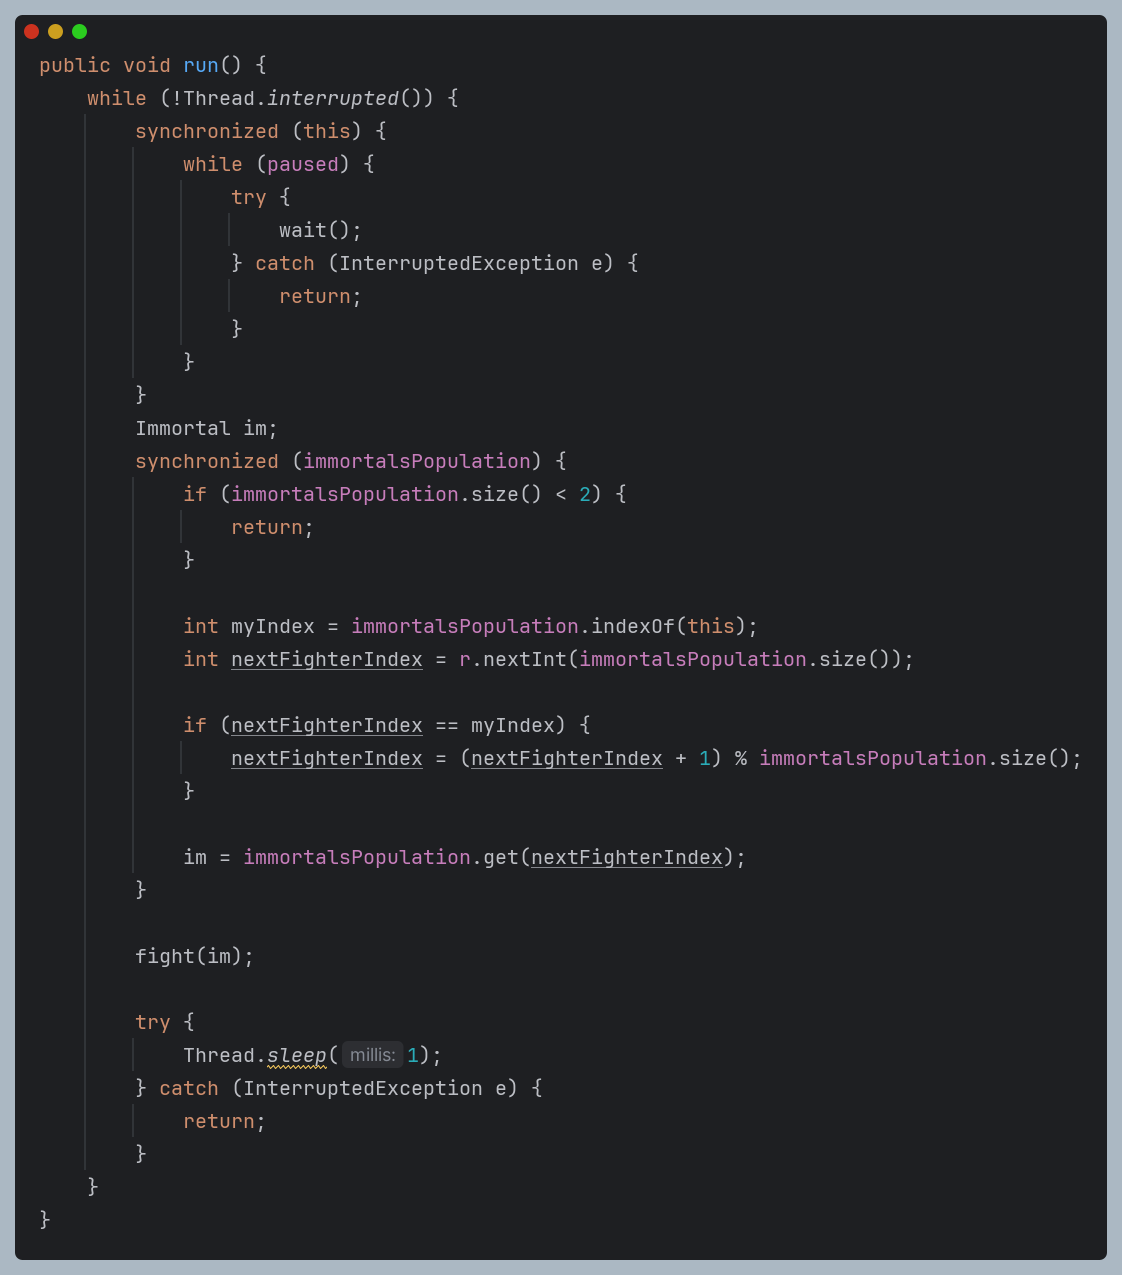 public void run() {
    while (!Thread.interrupted()) {
        synchronized (this) {
            while (paused) {
                try {
                    wait();
                } catch (InterruptedException e) {
                    return;
                }
            }
        }
        Immortal im;
        synchronized (immortalsPopulation) {
            if (immortalsPopulation.size() < 2) {
                return;
            }

            int myIndex = immortalsPopulation.indexOf(this);
            int nextFighterIndex = r.nextInt(immortalsPopulation.size());

            if (nextFighterIndex == myIndex) {
                nextFighterIndex = (nextFighterIndex + 1) % immortalsPopulation.size();
            }

            im = immortalsPopulation.get(nextFighterIndex);
        }

        fight(im);

        try {
            Thread.sleep( millis: 1);
        } catch (InterruptedException e) {
            return;
        }
    }
}